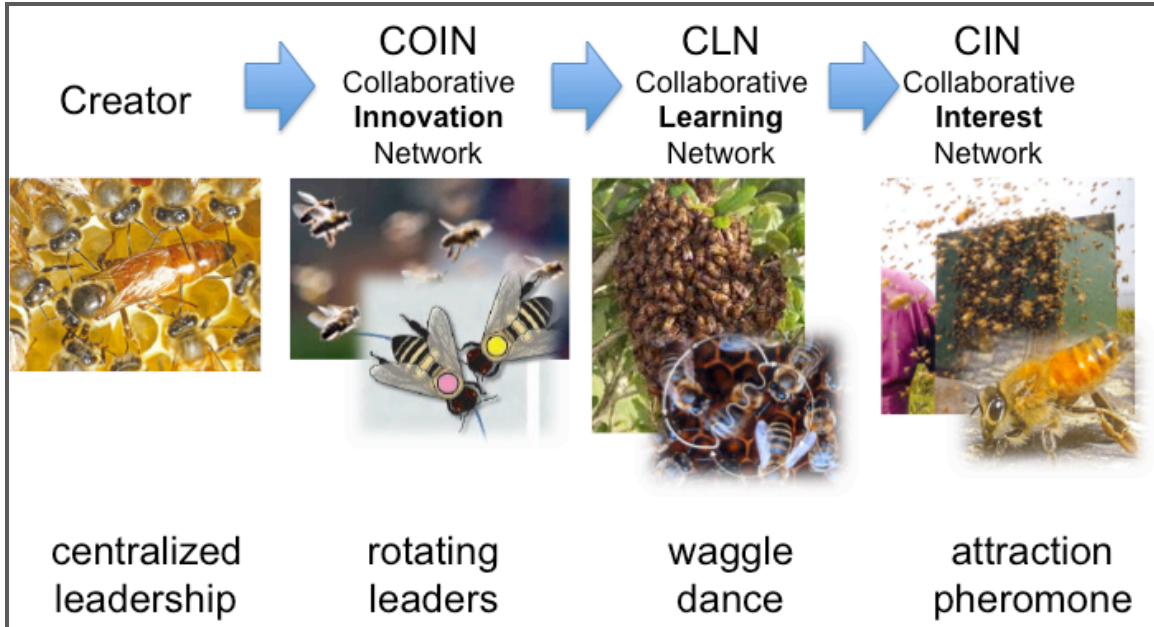 Creator
COIN
Collaborative
Innovation
Network
CLN
Collaborative
Learning
Network
CIN
Collaborative
Interest
Network
centralized
leadership
rotating
leaders
waggle
dance
attraction
pheromone